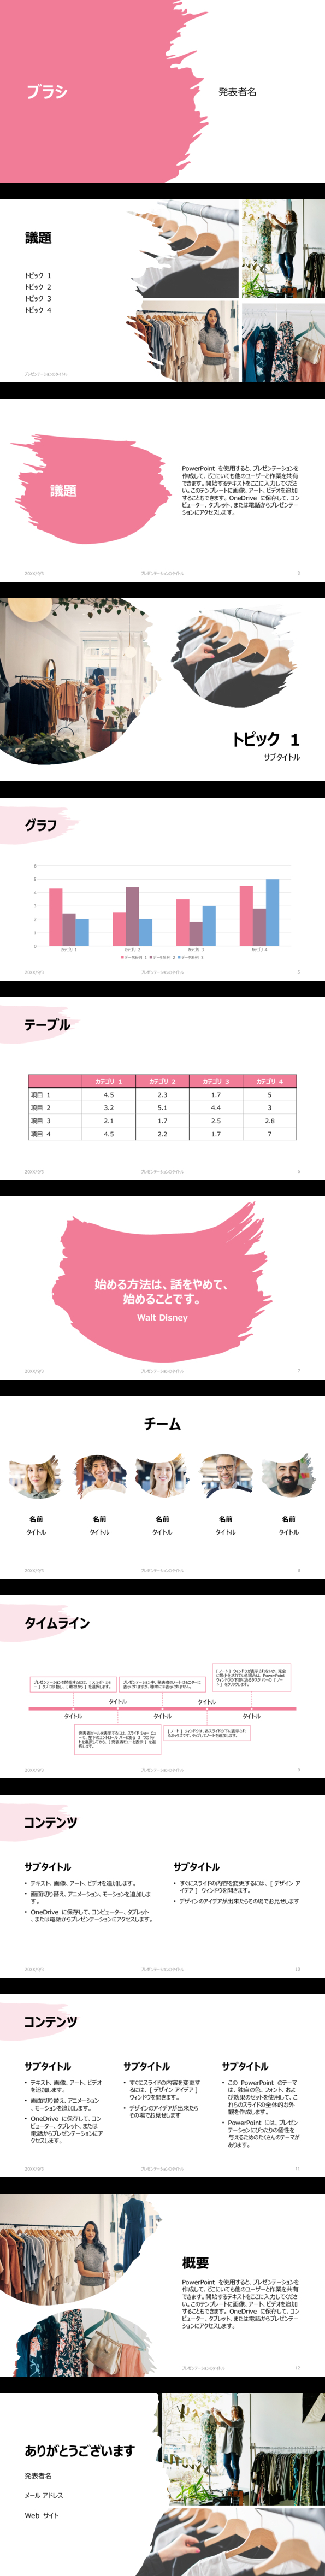 ブラシ
発表者名
議題
トピック 1
トピック 2
トピック 3
トピック 4
プレゼンテーションのタイトル
議題
PowerPoint を使用すると、プレゼンテーションを
作成して、どこにいても他のユーザーと作業を共有
できます。開始するテキストをここに入力してくださ
い。このテンプレートに画像、アート、ビデオを追加
することもできます。OneDrive に保存して、コン
ピューター、タブレット、または電話からプレゼンテー
ションにアクセスします。
プレゼンテーションのタイトル
3
トピック 1
サブタイトル
グラフ
6
5
4
3
2
1
0
カテゴリ 1
カテゴリ 2
カテゴリ 3
カテゴリ 4
データ系列 1
データ系列 2
データ系列 3
プレゼンテーションのタイトル
5
テーブル
カテゴリ 1 カテゴリ 2 カテゴリ 3 カテゴリ 4
項目 1 4.5 2.3 1.7 5
項目 2 3.2 5.1 4.4 3
項目 3 2.1 1.7 2.5 2.8
項目 4 4.5 2.2 1.7 7
プレゼンテーションのタイトル
6
始める方法は、話をやめて、
始めることです。
Walt Disney
プレゼンテーションのタイトル
7
チーム
名前
タイトル
名前
タイトル
名前
タイトル
名前
タイトル
名前
タイトル
プレゼンテーションのタイトル
8
タイムライン
タイトル
タイトル
タイトル
タイトル
タイトル
プレゼンテーションのタイトル
9
コンテンツ
サブタイトル
• テキスト、画像、アート、ビデオを追加します。
• 画面切り替え、アニメーション、モーションを追加しま
す。
• OneDrive に保存して、コンピューター、タブレット
、または電話からプレゼンテーションにアクセスします。
サブタイトル
• すぐにスライドの内容を変更するには、[ デザイン ア
イデア ] ウィンドウを開きます。
• デザインのアイデアが出来たらその場でお見せします
プレゼンテーションのタイトル
10
コンテンツ
サブタイトル
• テキスト、画像、アート、ビデオ
を追加します。
• 画面切り替え、アニメーション
、モーションを追加します。
• OneDrive に保存して、コン
ピューター、タブレット、または
電話からプレゼンテーションにア
クセスします。
サブタイトル
• すぐにスライドの内容を変更す
るには、[ デザイン アイデア ]
ウィンドウを開きます。
• デザインのアイデアが出来たら
その場でお見せします
サブタイトル
• この PowerPoint のテーマ
は、独自の色、フォント、およ
び効果のセットを使用して、こ
れらのスライドの全体的な外
観を作成します。
• PowerPoint には、プレゼン
テーションにぴったりの個性を
与えるためのたくさんのテーマが
あります。
プレゼンテーションのタイトル
11
概要
PowerPoint を使用すると、プレゼンテーションを
作成して、どこにいても他のユーザーと作業を共有
できます。開始するテキストをここに入力してくださ
い。このテンプレートに画像、アート、ビデオを追加
することもできます。OneDrive に保存して、コン
ピューター、タブレット、または電話からプレゼンテー
ションにアクセスします。
プレゼンテーションのタイトル
12
ありがとうございます
発表者名
メール アドレス
Web サイト